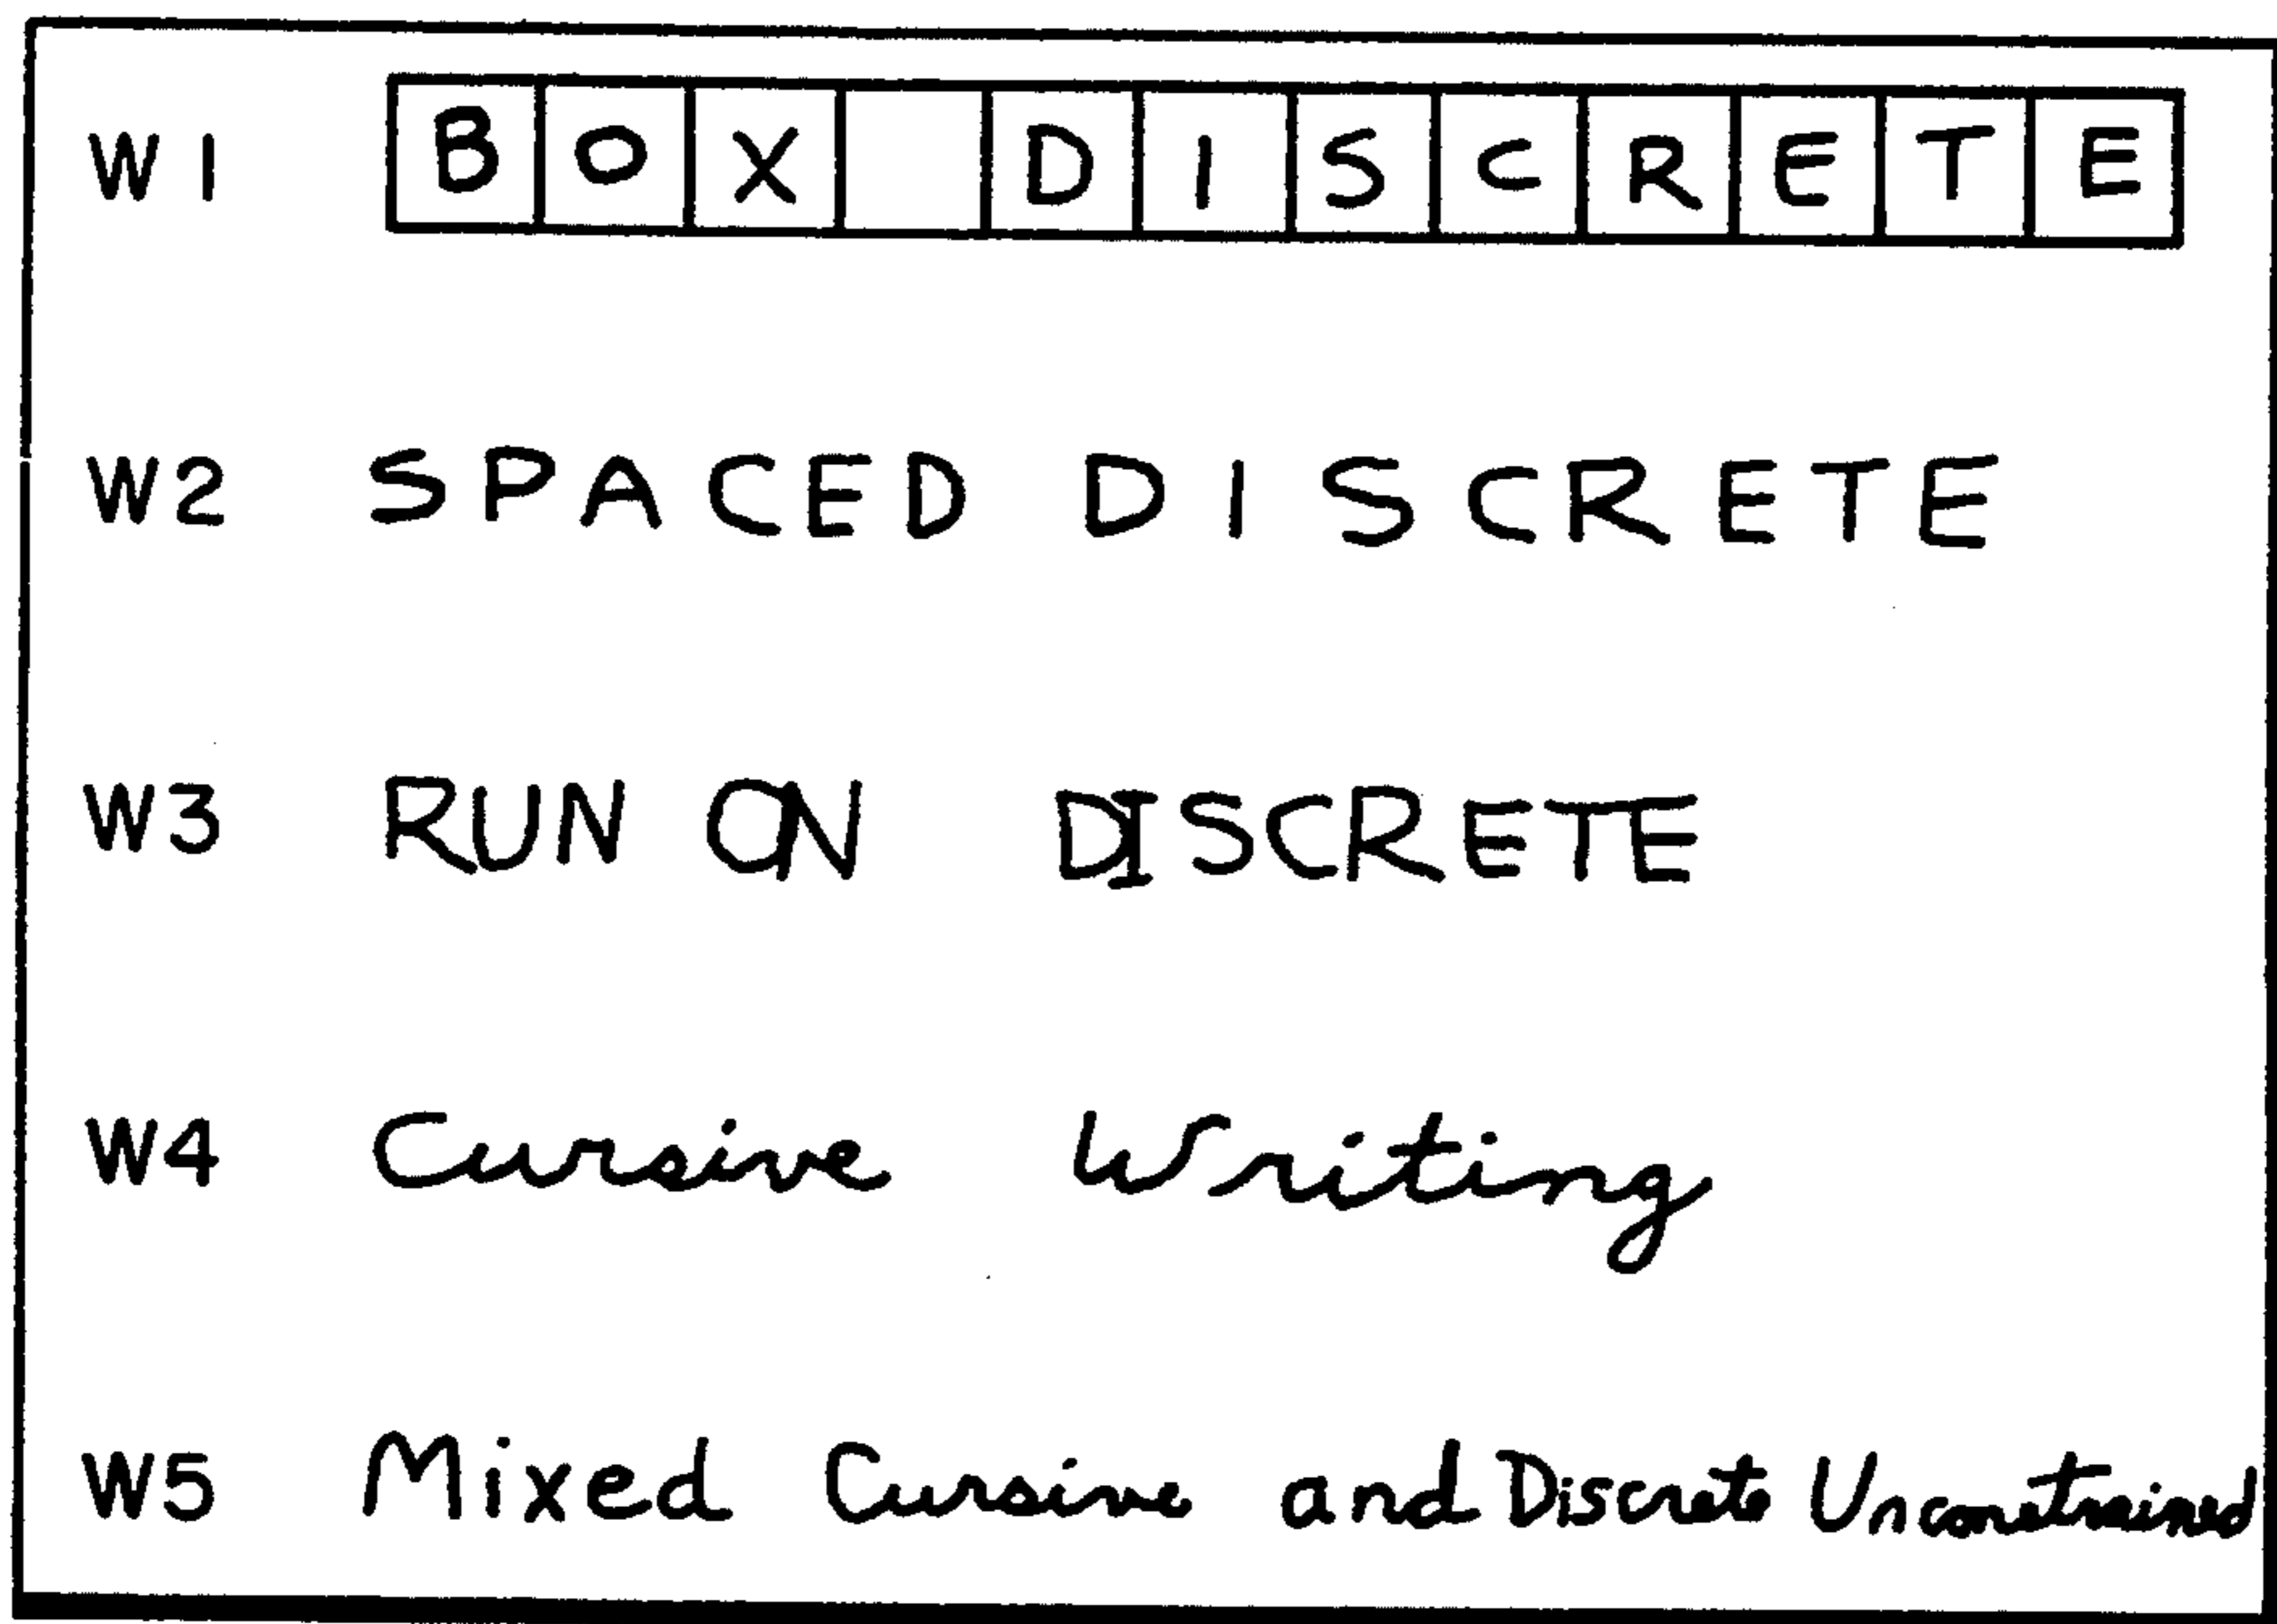 W1 BOX DISCRETE
W2 SPACED DISCRETE
W3 RUN ON DISCRETE
W4 Cursive Writing
W5 Mixed Cursive and Discrete Unconstrained